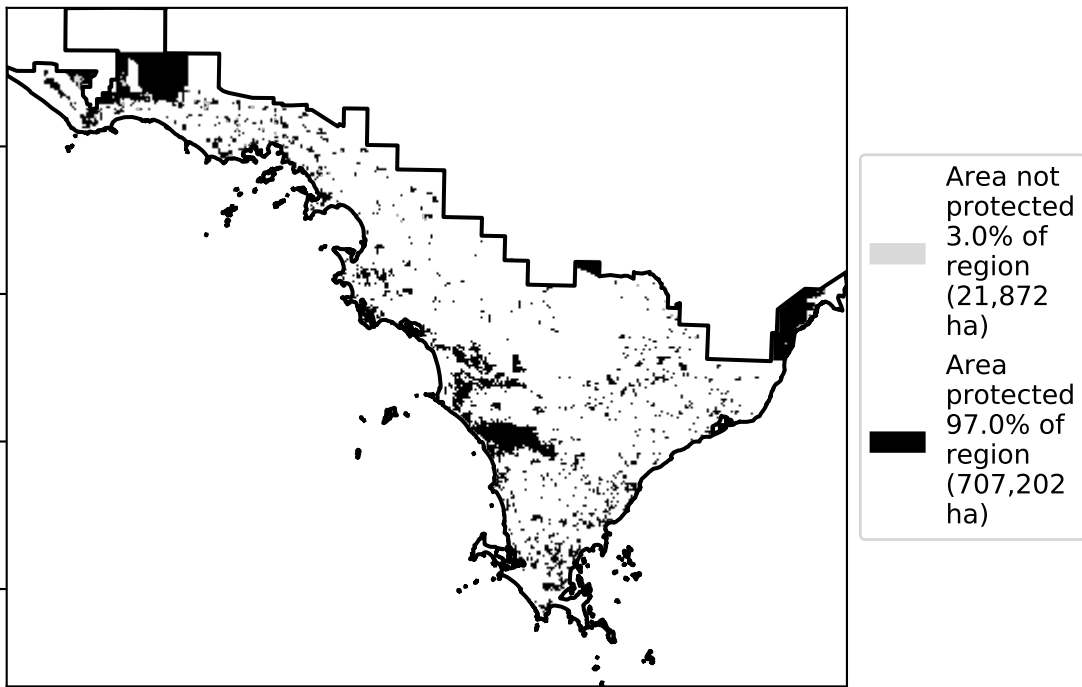 Area not
protected
3.0% of
region
(21,872
ha)
Area
protected
97.0% of
region
(707,202
ha)